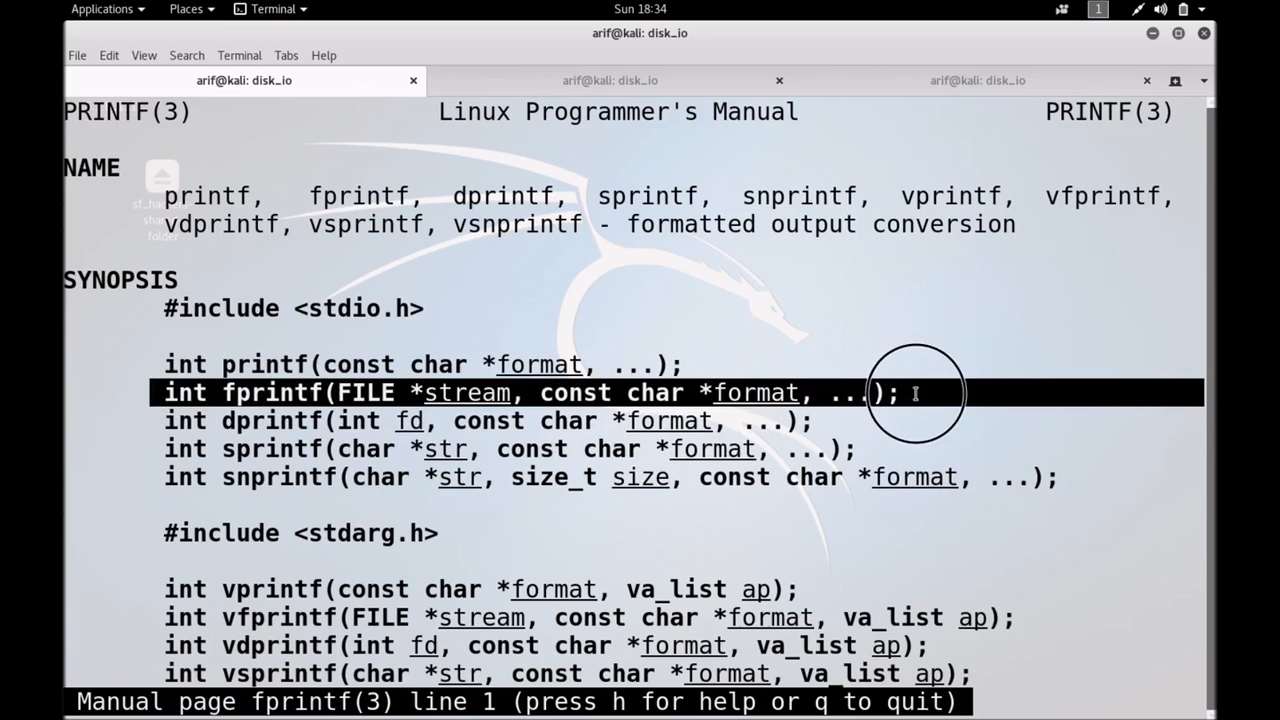 Applications Places Terminal Sun 18:34 1
arif@kali: disk_io
File Edit View Search Terminal Tabs Help
arif@kali: disk_io arif@kali: disk_io arif@kali: disk_io
PRINTF(3) Linux Programmer's Manual PRINTF(3)
NAME
printf, fprintf, dprintf, sprintf, snprintf, vprintf, vfprintf,
vdprintf, vsprintf, vsnprintf - formatted output conversion
folder
SYNOPSIS
#include <stdio.h>
int printf(const char *format, ...);
int fprintf(FILE *stream, const char *format, ...);
int dprintf(int fd, const char *format, ...);
int sprintf(char *str, const char *format, ...);
int snprintf(char *str, size_t size, const char *format, ...);
#include <stdarg.h>
int vprintf(const char *format, va_list ap);
int vfprintf(FILE *stream, const char *format, va_list ap);
int vdprintf(int fd, const char *format, va_list ap);
int vsprintf(char *str, const char *format, va_list ap);
Manual page fprintf(3) line 1 (press h for help or q to quit)